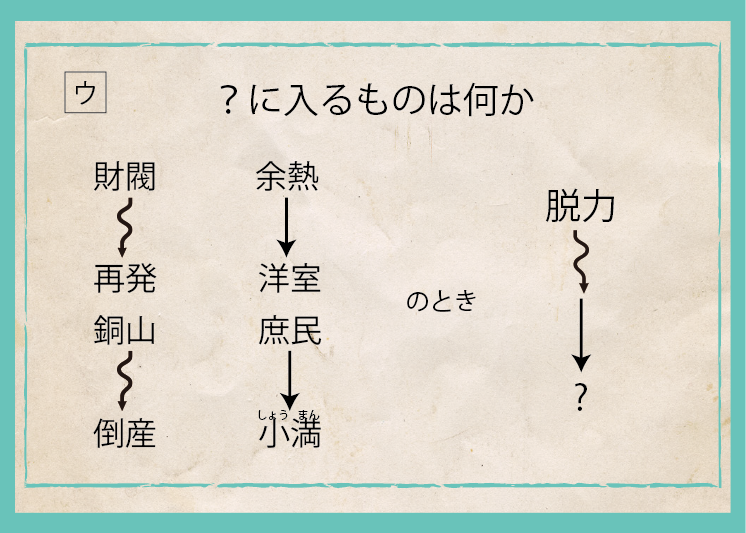 ウ
?に入るものは何か
財閥
再発
銅山
倒産
余熱
洋室
庶民
しょう まん
小満
のとき
脱力
?